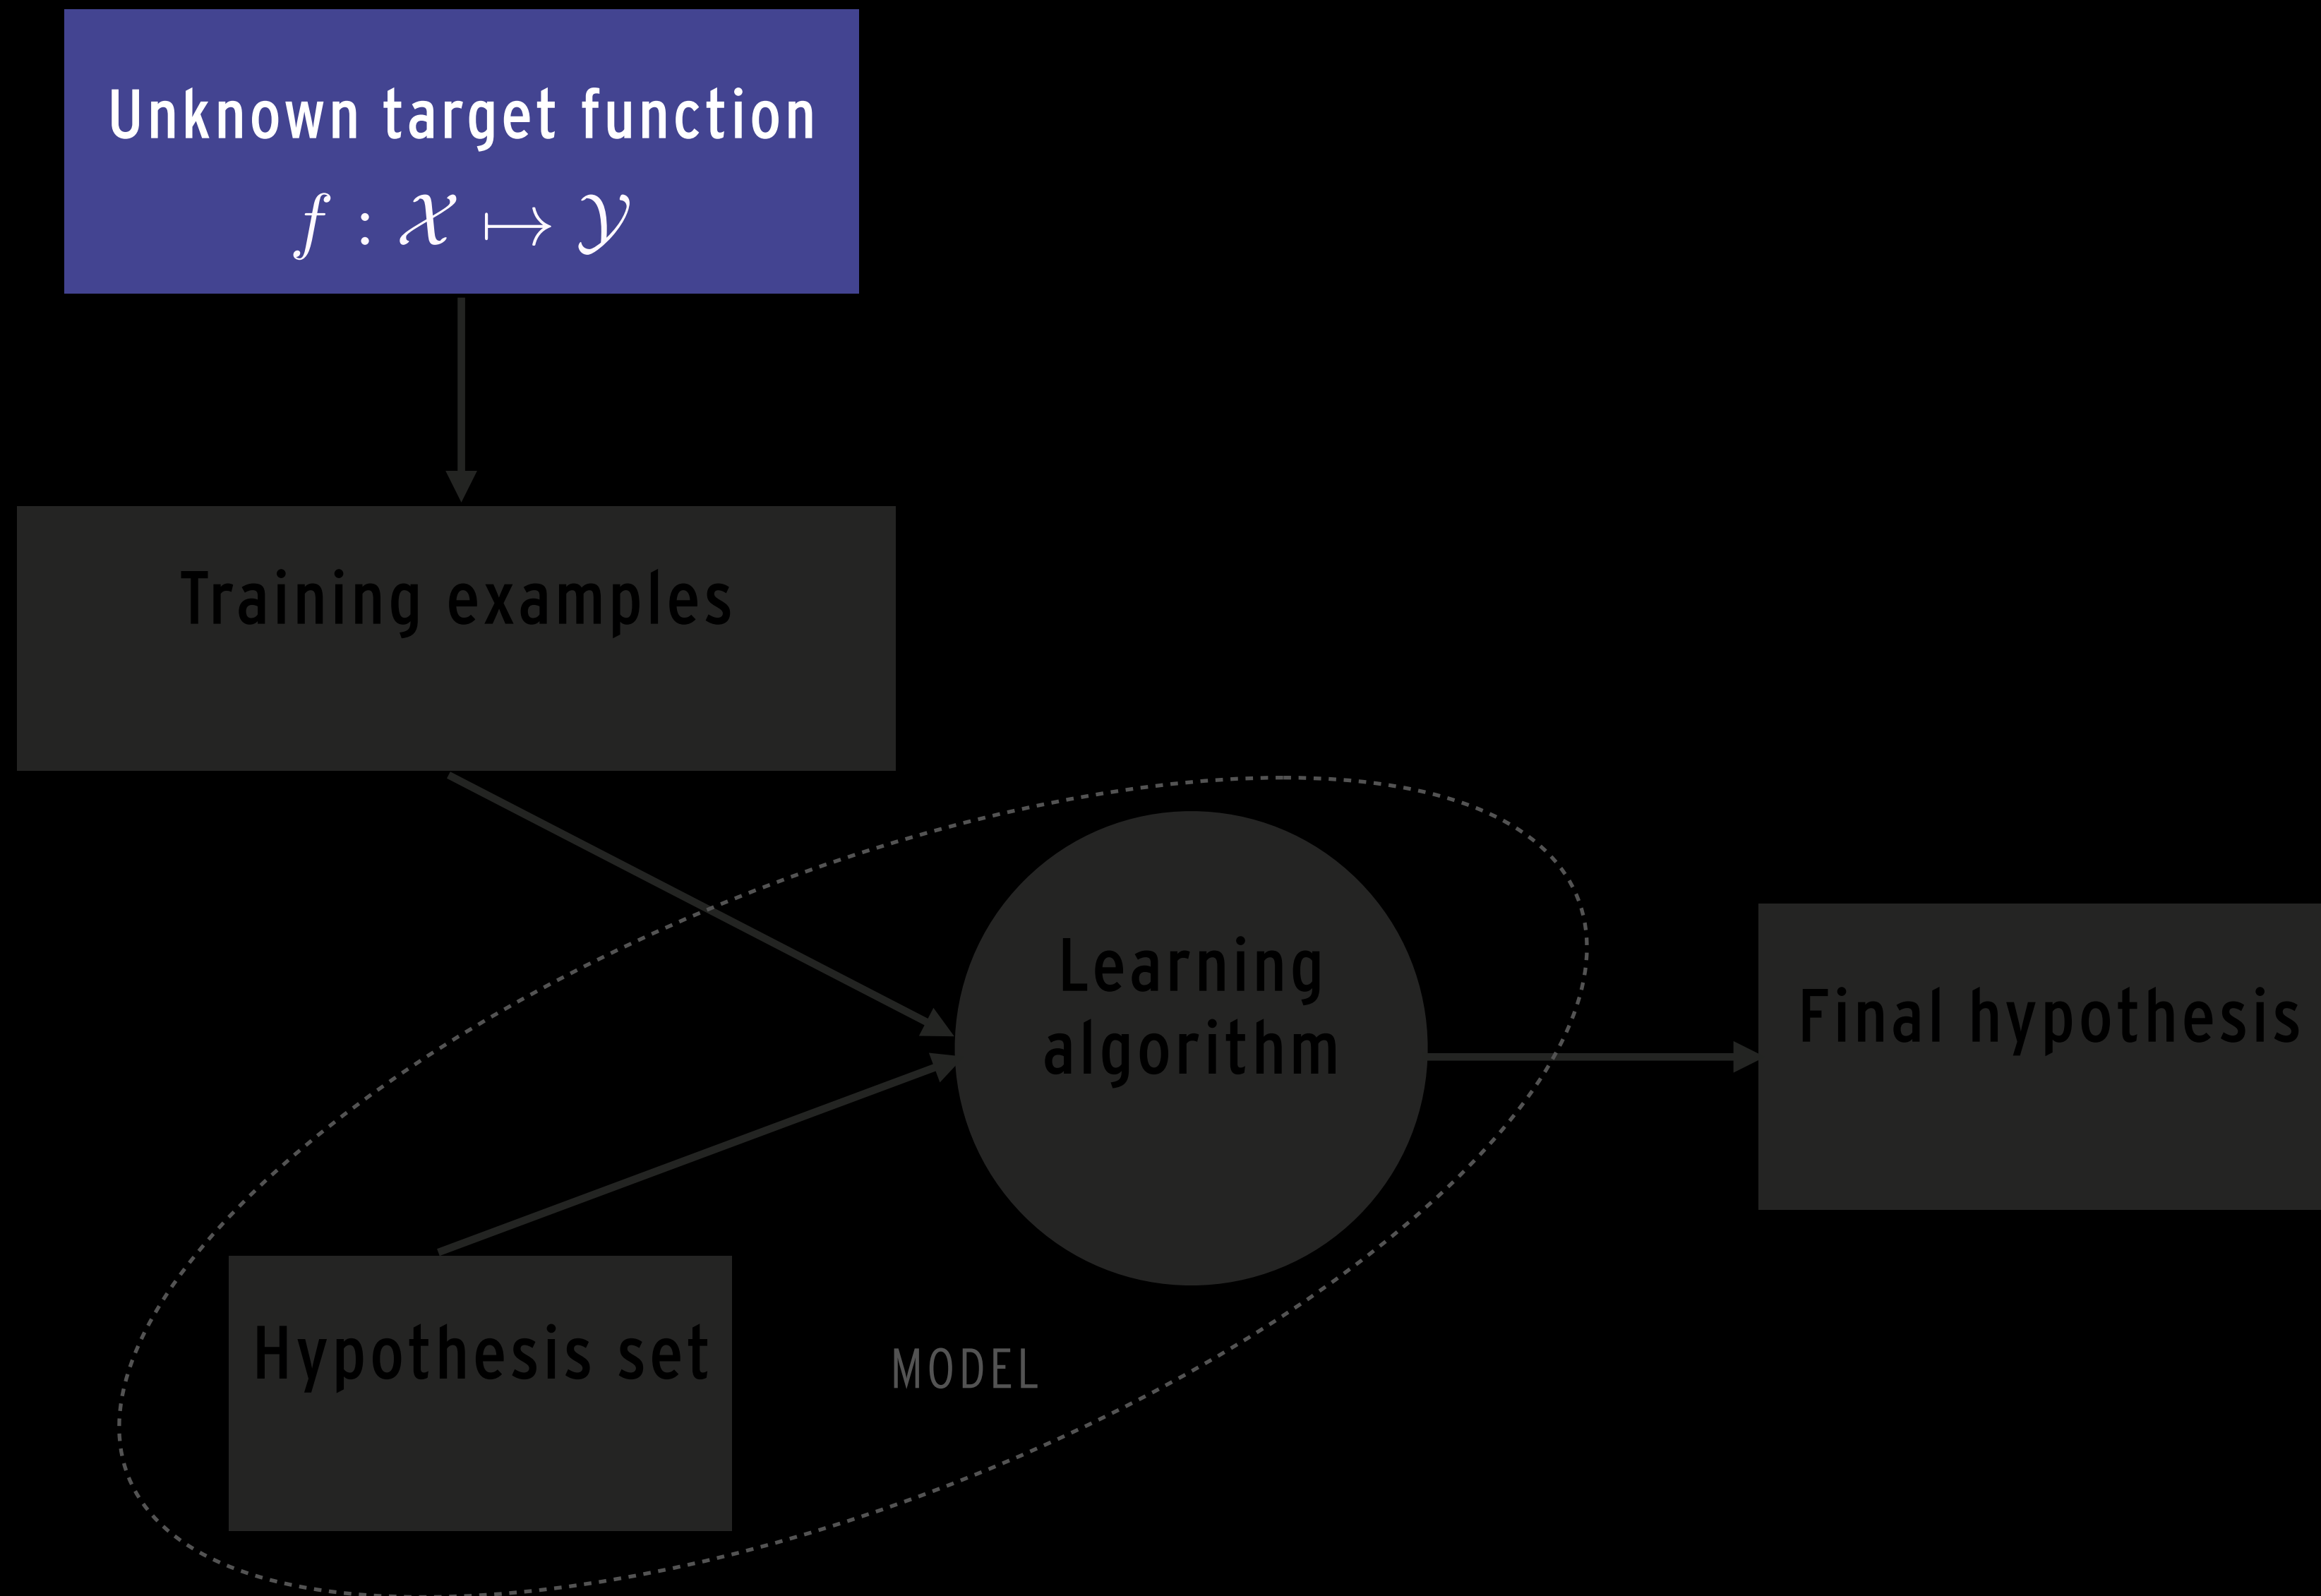 Unknown target function
f : 𝒳 ↦ 𝒴
Training examples
Learning
algorithm
Final hypothesis
Hypothesis set
MODEL